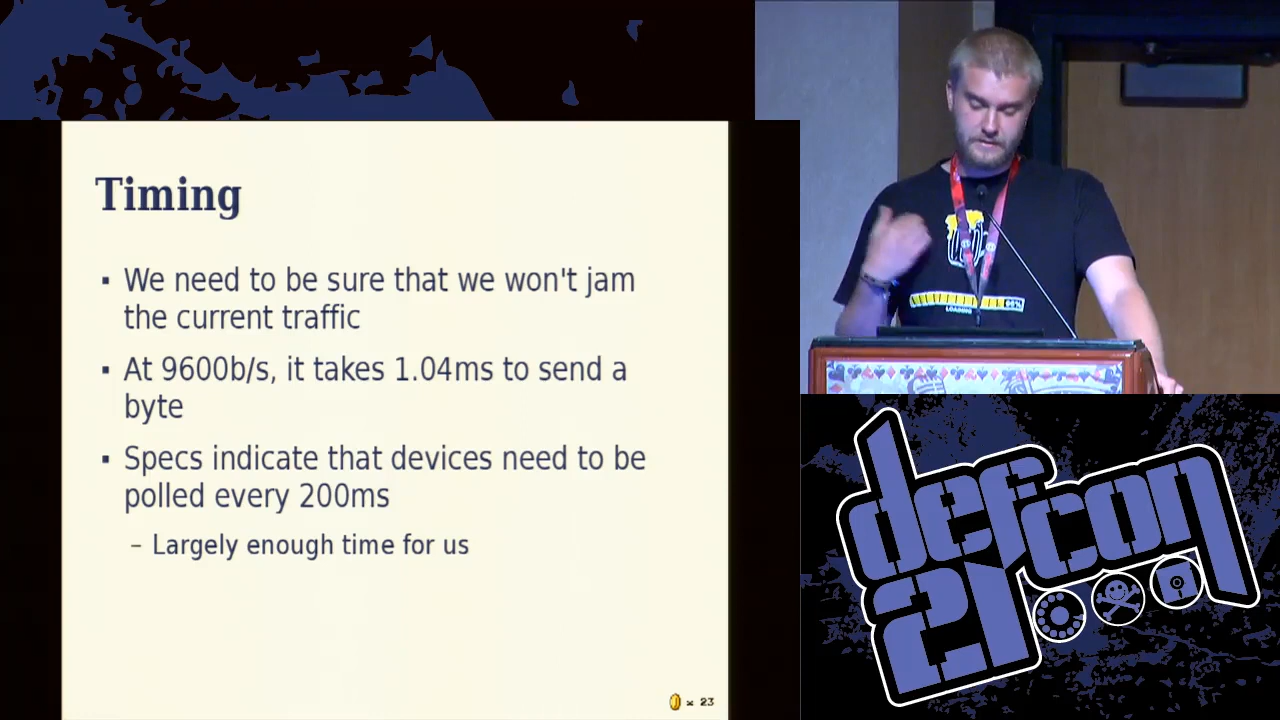 Timing
▪ We need to be sure that we won't jam
the current traffic
▪ At 9600b/s, it takes 1.04ms to send a
byte
▪ Specs indicate that devices need to be
polled every 200ms
– Largely enough time for us
× 23
LOADING
99%
defcon
21